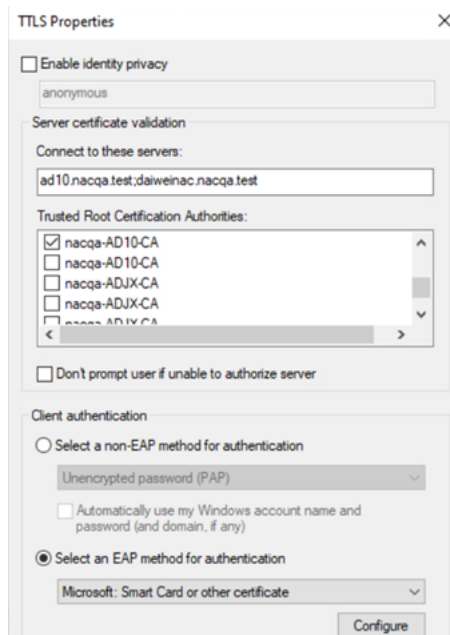 TTLS Properties
Enable identity privacy
anonymous
Server certificate validation
Connect to these servers:
ad10.nacqa.test;daiweinac.nacqa.test
Trusted Root Certification Authorities:
nacqa-AD10-CA
nacqa-AD10-CA
nacqa-ADJX-CA
nacqa-ADJX-CA
nacqa-ADJX-CA
Don't prompt user if unable to authorize server
Client authentication
Select a non-EAP method for authentication
Unencrypted password (PAP)
Automatically use my Windows account name and
password (and domain, if any)
Select an EAP method for authentication
Microsoft: Smart Card or other certificate
Configure